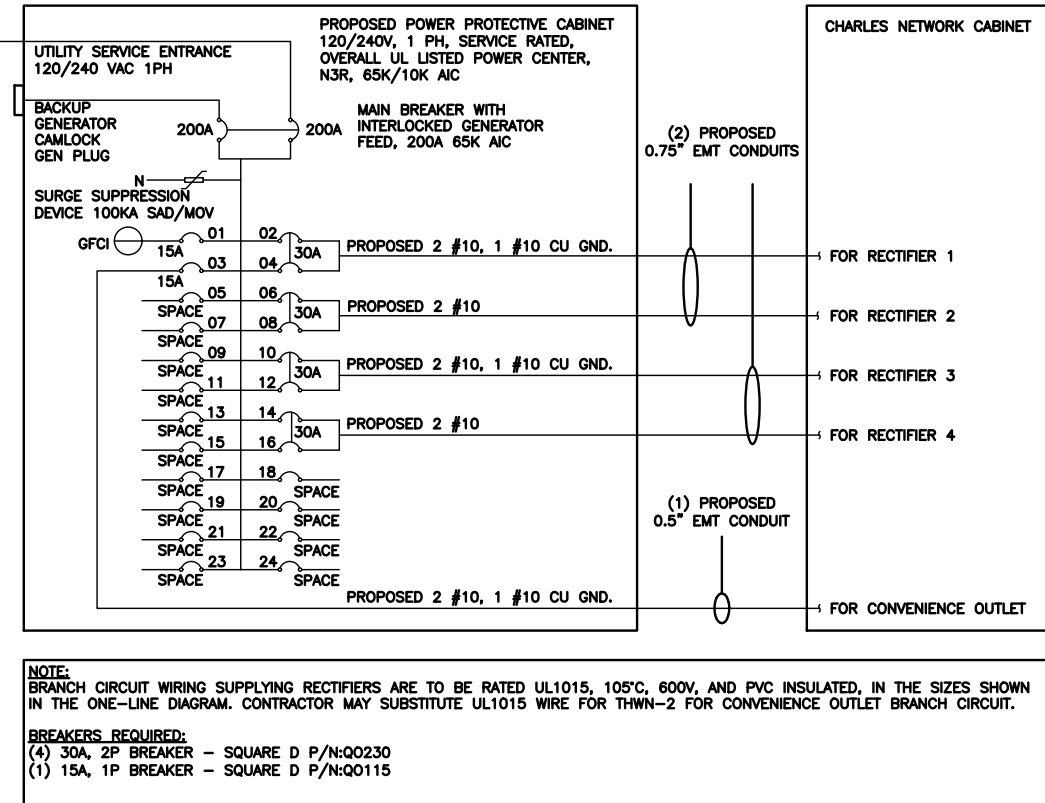 PROPOSED POWER PROTECTIVE CABINET
120/240V, 1 PH, SERVICE RATED,
OVERALL UL LISTED POWER CENTER,
N3R, 65K/10K AIC
CHARLES NETWORK CABINET
UTILITY SERVICE ENTRANCE
120/240 VAC 1PH
BACKUP
GENERATOR
CAMLOCK
GEN PLUG
200A
200A
MAIN BREAKER WITH
INTERLOCKED GENERATOR
FEED, 200A 65K AIC
(2) PROPOSED
0.75" EMT CONDUITS
N
SURGE SUPPRESSION
DEVICE 100KA SAD/MOV
GFCI
15A
01
02
30A
PROPOSED 2 #10, 1 #10 CU GND.
FOR RECTIFIER 1
15A
03
04
SPACE
05
06
30A
PROPOSED 2 #10
FOR RECTIFIER 2
SPACE
07
08
SPACE
09
10
30A
PROPOSED 2 #10, 1 #10 CU GND.
FOR RECTIFIER 3
SPACE
11
12
SPACE
13
14
30A
PROPOSED 2 #10
FOR RECTIFIER 4
SPACE
15
16
SPACE
17
18
SPACE
SPACE
19
20
SPACE
SPACE
21
22
SPACE
SPACE
23
24
SPACE
(1) PROPOSED
0.5" EMT CONDUIT
PROPOSED 2 #10, 1 #10 CU GND.
FOR CONVENIENCE OUTLET
NOTE:
BRANCH CIRCUIT WIRING SUPPLYING RECTIFIERS ARE TO BE RATED UL1015, 105°C, 600V, AND PVC INSULATED, IN THE SIZES SHOWN
IN THE ONE-LINE DIAGRAM. CONTRACTOR MAY SUBSTITUTE UL1015 WIRE FOR THWN-2 FOR CONVENIENCE OUTLET BRANCH CIRCUIT.
BREAKERS REQUIRED:
(4) 30A, 2P BREAKER - SQUARE D P/N:QO230
(1) 15A, 1P BREAKER - SQUARE D P/N:QO115